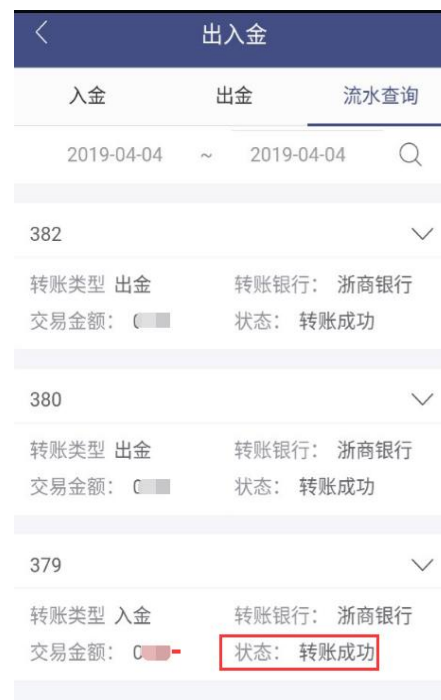 出入金
入金 出金 流水查询
2019-04-04 ~ 2019-04-04
382
转账类型 出金 转账银行： 浙商银行
交易金额： 状态： 转账成功
380
转账类型 出金 转账银行： 浙商银行
交易金额： 状态： 转账成功
379
转账类型 入金 转账银行： 浙商银行
交易金额： 状态： 转账成功